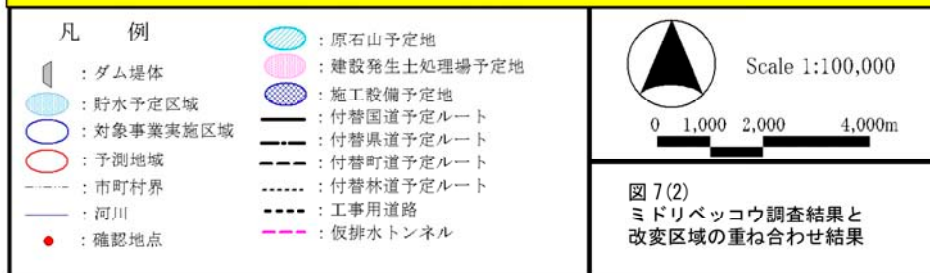 凡 例
: ダム堤体
: 貯水予定区域
: 対象事業実施区域
: 予測地域
: 市町村界
: 河川
: 確認地点
: 原石山予定地
: 建設発生土処理場予定地
: 施工設備予定地
: 付替国道予定ルート
: 付替県道予定ルート
: 付替町道予定ルート
: 付替林道予定ルート
: 工事用道路
: 仮排水トンネル
Scale 1:100,000
0 1,000 2,000 4,000m
図 7(2)
ミドリベッコウ調査結果と
改変区域の重ね合わせ結果